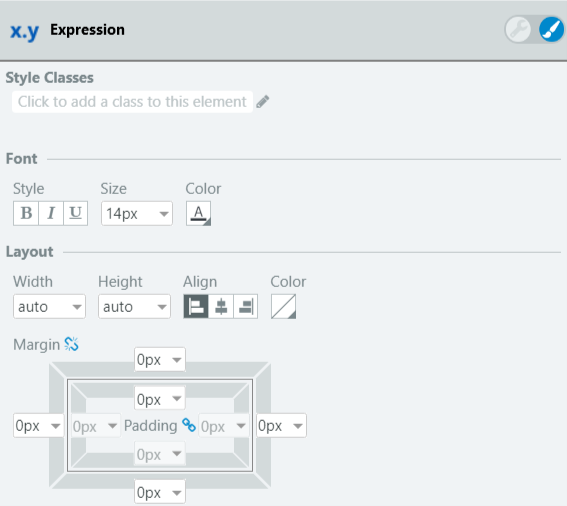 x.y Expression
Style Classes
Click to add a class to this element
Font
Style Size Color
B I U 14px A
Layout
Width Height Align Color
auto auto
Margin
0px
0px
0px 0px Padding 0px 0px
0px
0px